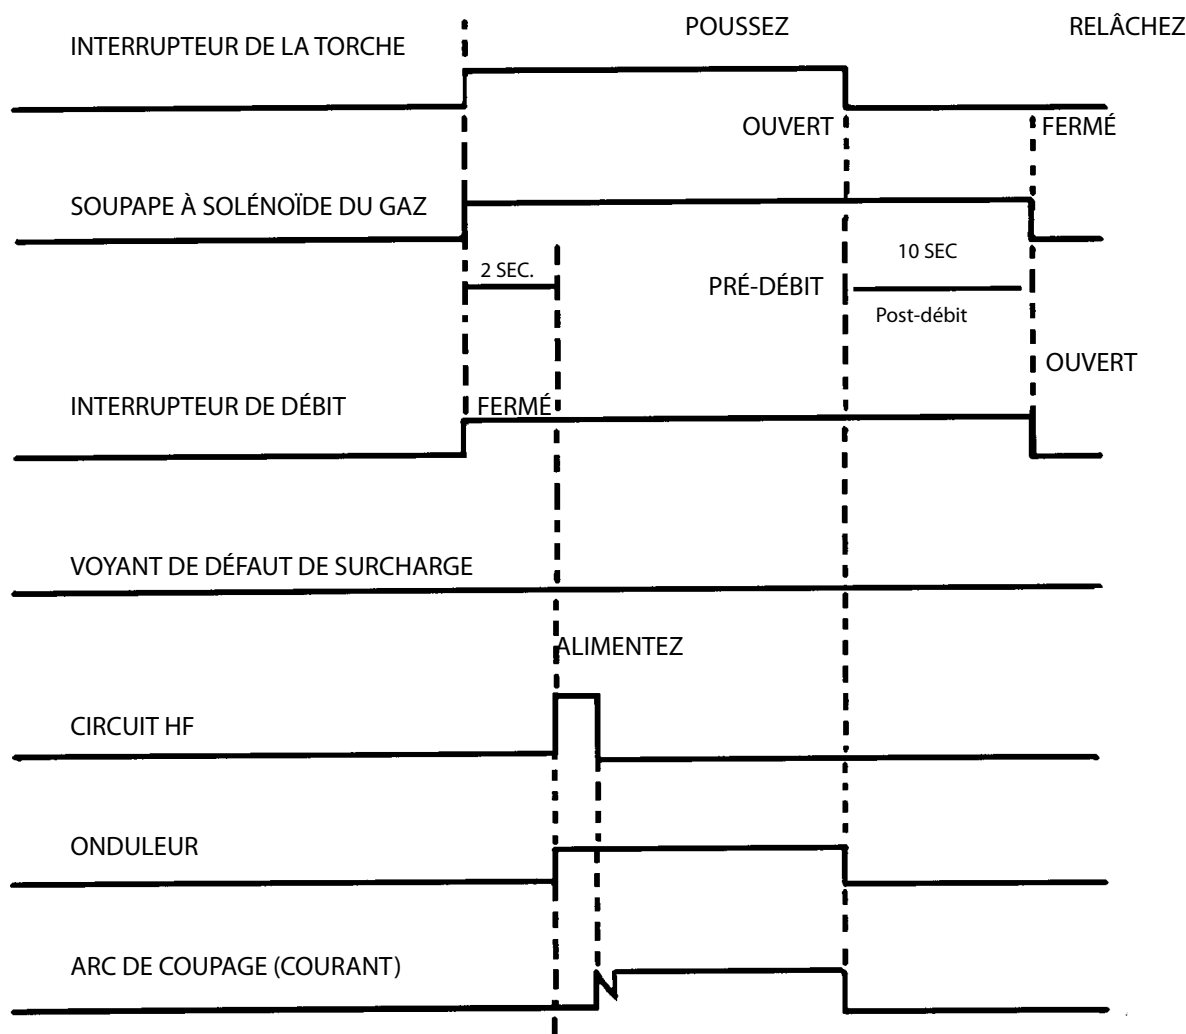 POUSSEZ
RELÂCHEZ
INTERRUPTEUR DE LA TORCHE
OUVERT
FERMÉ
SOUPAPE À SOLÉNOÏDE DU GAZ
2 SEC.
PRÉ-DÉBIT
10 SEC
Post-débit
OUVERT
INTERRUPTEUR DE DÉBIT
FERMÉ
VOYANT DE DÉFAUT DE SURCHARGE
ALIMENTEZ
CIRCUIT HF
ONDULEUR
ARC DE COUPAGE (COURANT)